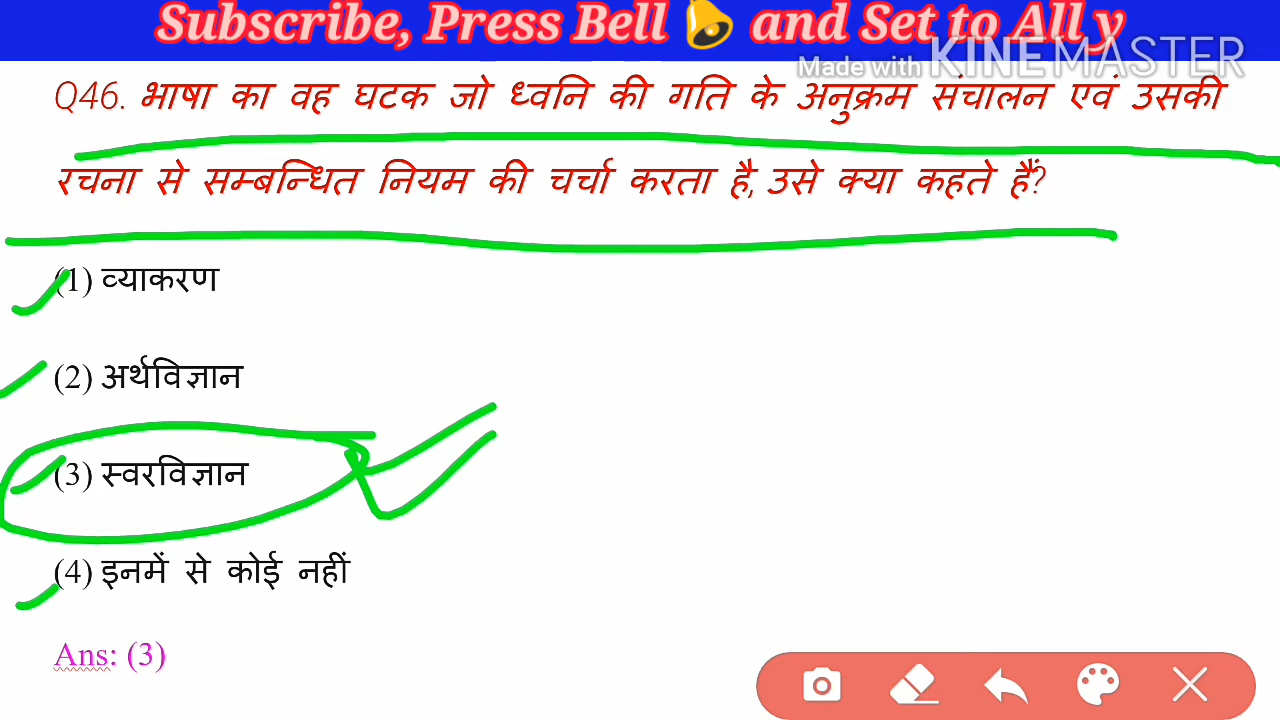 Subscribe, Press Bell 🔔 and Set to All y
Made with KINEMASTER
Q46. भाषा का वह घटक जो ध्वनि की गति के अनुक्रम संचालन एवं उसकी
रचना से सम्बन्धित नियम की चर्चा करता है, उसे क्या कहते हैं?
(1) व्याकरण
(2) अर्थविज्ञान
(3) स्वरविज्ञान
(4) इनमें से कोई नहीं
Ans: (3)